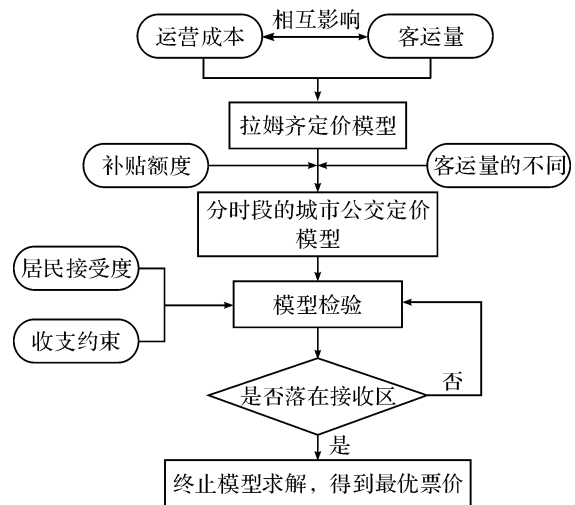 相互影响
运营成本
客运量
拉姆齐定价模型
补贴额度
客运量的不同
分时段的城市公交定价
模型
居民接受度
模型检验
收支约束
是否落在接收区
否
是
终止模型求解，得到最优票价